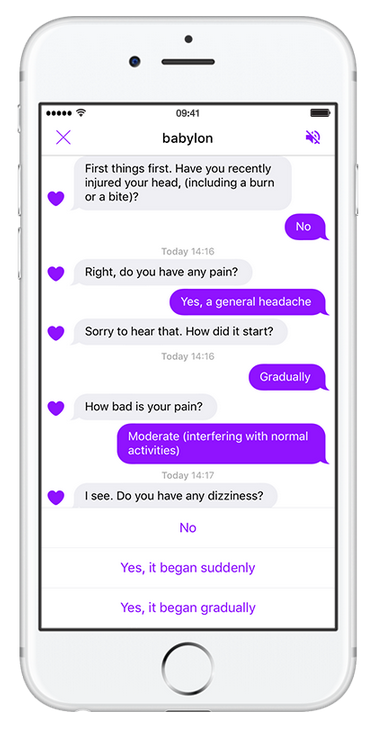 09:41
babylon
First things first. Have you recently
injured your head, (including a burn
or a bite)?
No
Today 14:16
Right, do you have any pain?
Yes, a general headache
Sorry to hear that. How did it start?
Today 14:16
Gradually
How bad is your pain?
Moderate (interfering with normal
activities)
Today 14:17
I see. Do you have any dizziness?
No
Yes, it began suddenly
Yes, it began gradually